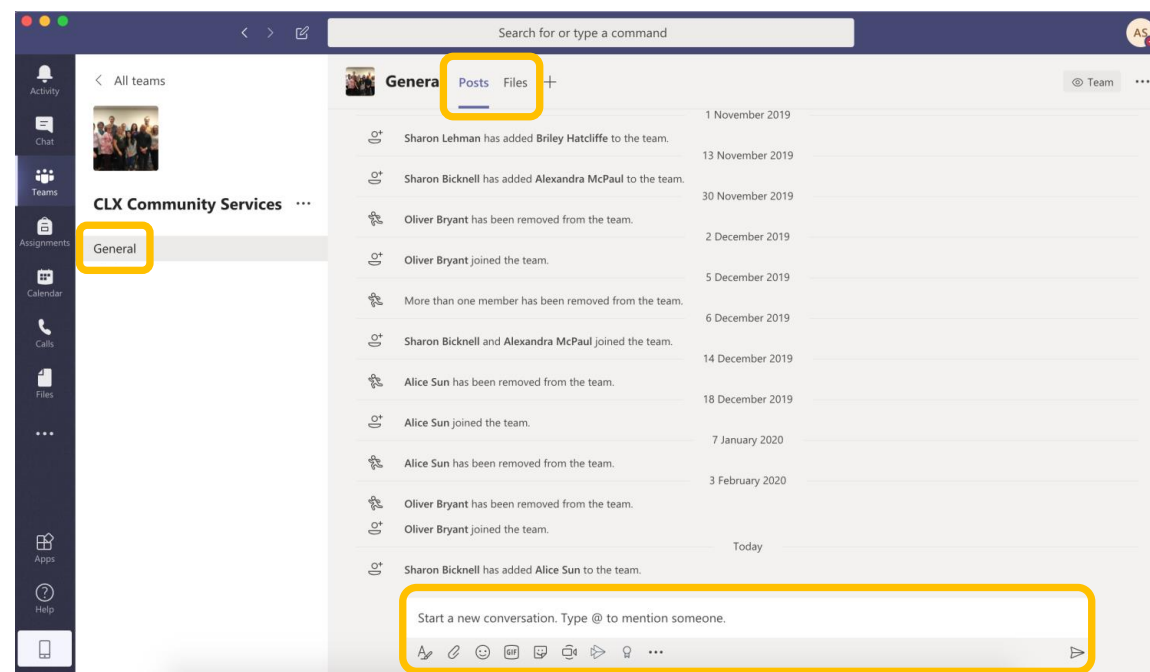 Search for or type a command
AS
Activity
Chat
Teams
Assignments
Calendar
Calls
Files
Apps
Help
All teams
CLX Community Services ...
General
General Posts Files +
Team ...
1 November 2019
Sharon Lehman has added Briley Hatcliffe to the team.
13 November 2019
Sharon Bicknell has added Alexandra McPaul to the team.
30 November 2019
Oliver Bryant has been removed from the team.
2 December 2019
Oliver Bryant joined the team.
5 December 2019
More than one member has been removed from the team.
6 December 2019
Sharon Bicknell and Alexandra McPaul joined the team.
14 December 2019
Alice Sun has been removed from the team.
18 December 2019
Alice Sun joined the team.
7 January 2020
Alice Sun has been removed from the team.
3 February 2020
Oliver Bryant has been removed from the team.
Oliver Bryant joined the team.
Today
Sharon Bicknell has added Alice Sun to the team.
Start a new conversation. Type @ to mention someone.
GIF